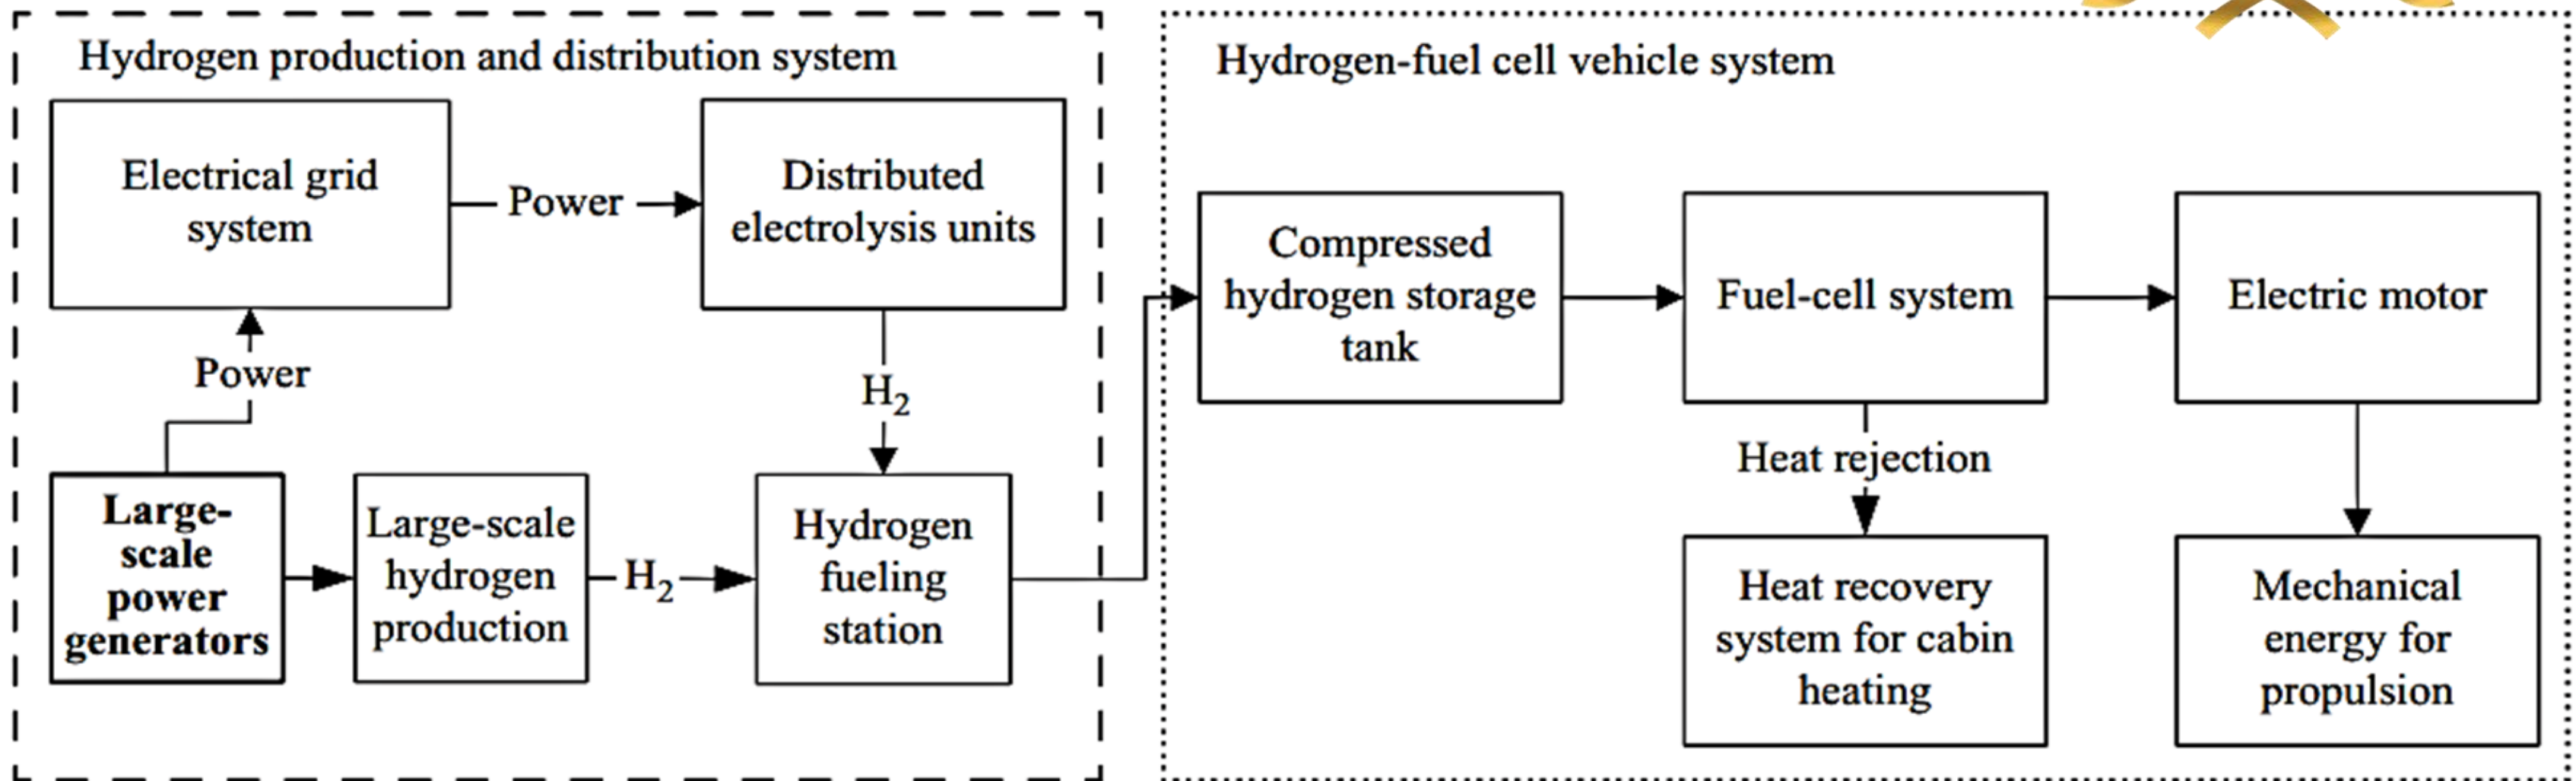 Hydrogen production and distribution system
Electrical grid
system
Power
Distributed
electrolysis units
Power
H₂
Large-
scale
power
generators
Large-scale
hydrogen
production
H₂
Hydrogen
fueling
station
Hydrogen-fuel cell vehicle system
Compressed
hydrogen storage
tank
Fuel-cell system
Electric motor
Heat rejection
Heat recovery
system for cabin
heating
Mechanical
energy for
propulsion